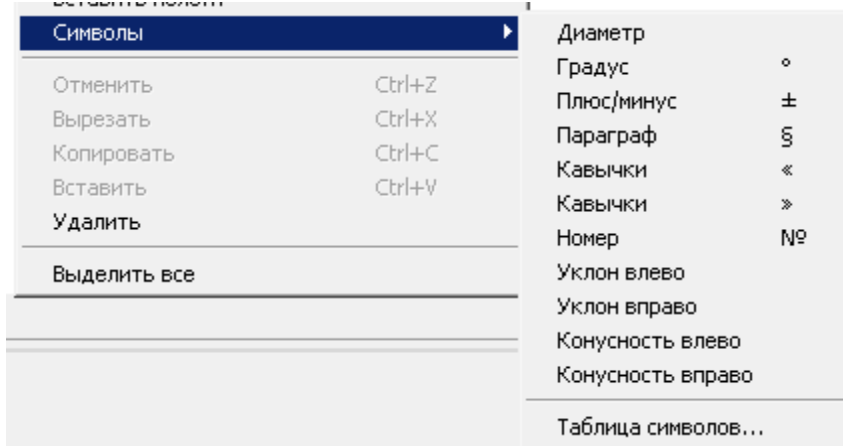 Символы
Отменить Ctrl+Z
Вырезать Ctrl+X
Копировать Ctrl+C
Вставить Ctrl+V
Удалить
Выделить все
Диаметр
Градус °
Плюс/минус ±
Параграф §
Кавычки «
Кавычки »
Номер №
Уклон влево
Уклон вправо
Конусность влево
Конусность вправо
Таблица символов...